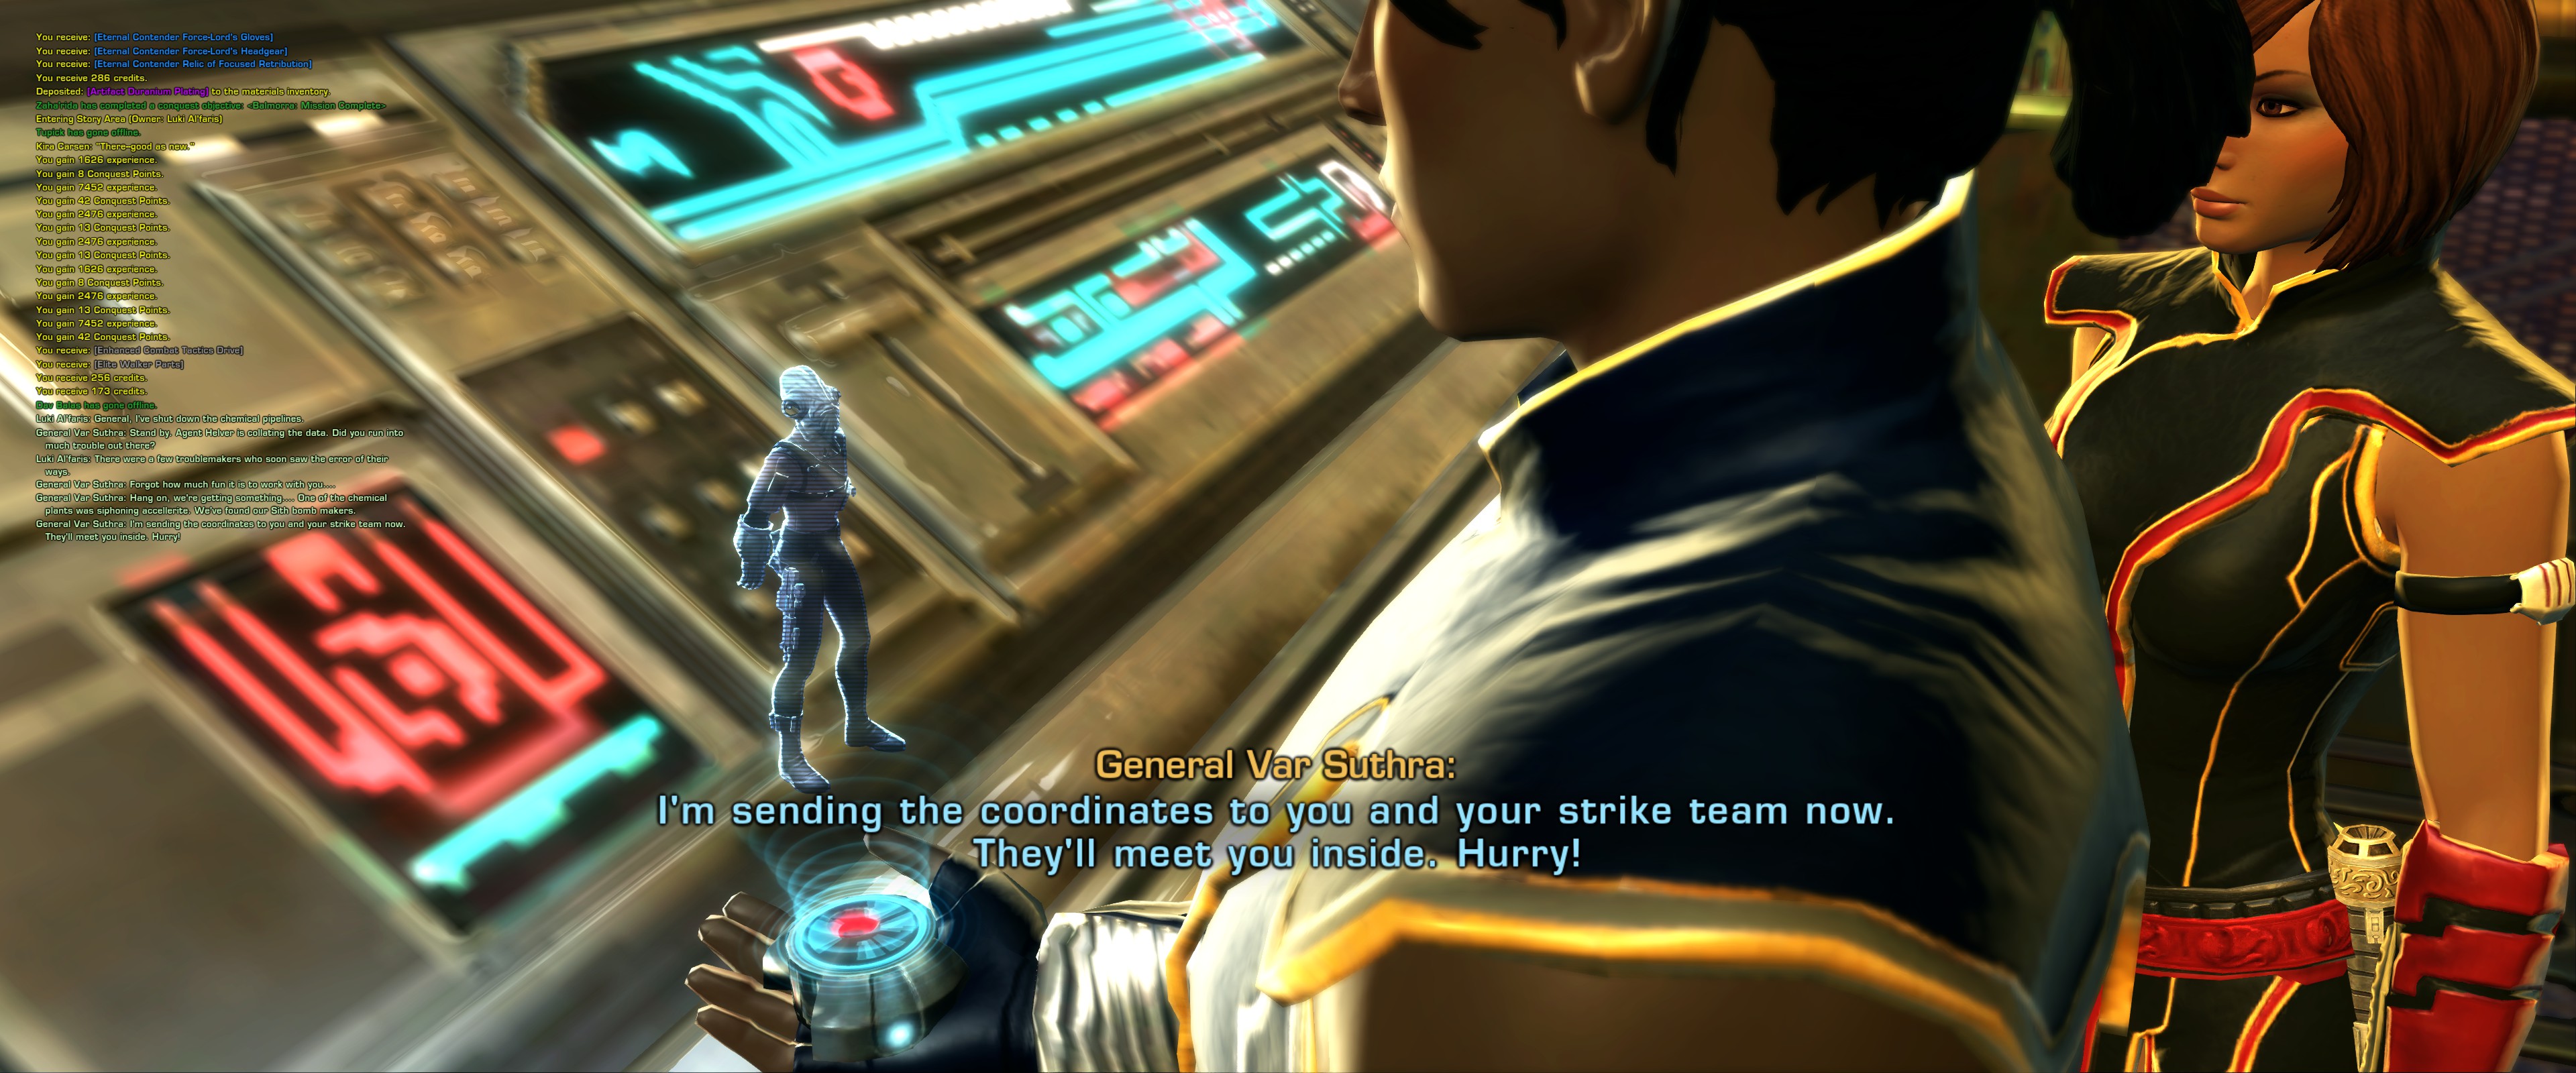 You receive: [Eternal Contender Force-Lord's Gloves]
You receive: [Eternal Contender Force-Lord's Headgear]
You receive: [Eternal Contender Relic of Focused Retribution]
You receive 286 credits.
Deposited: [Artifact Duranium Plating] to the materials inventory.
Zaha'rida has completed a conquest objective: <Balmorra: Mission Complete>
Entering Story Area (Owner: Luki Al'faris)
Tupick has gone offline.
Kira Carsen: "There–good as new."
You gain 1626 experience.
You gain 8 Conquest Points.
You gain 7452 experience.
You gain 42 Conquest Points.
You gain 2476 experience.
You gain 13 Conquest Points.
You gain 2476 experience.
You gain 13 Conquest Points.
You gain 1626 experience.
You gain 8 Conquest Points.
You gain 2476 experience.
You gain 13 Conquest Points.
You gain 7452 experience.
You gain 42 Conquest Points.
You receive: [Enhanced Combat Tactics Drive]
You receive: [Elite Walker Parts]
You receive 256 credits.
You receive 173 credits.
has gone offline.
Luki Al'faris: General, I've shut down the chemical pipelines.
General Var Suthra: Stand by. Agent Helver is collating the data. Did you run into
much trouble out there?
Luki Al'faris: There were a few troublemakers who soon saw the error of their
ways.
General Var Suthra: Forgot how much fun it is to work with you....
General Var Suthra: Hang on, we're getting something.... One of the chemical
plants was siphoning accellerite. We've found our Sith bomb makers.
General Var Suthra: I'm sending the coordinates to you and your strike team now.
They'll meet you inside. Hurry!
General Var Suthra:
I'm sending the coordinates to you and your strike team now.
They'll meet you inside. Hurry!